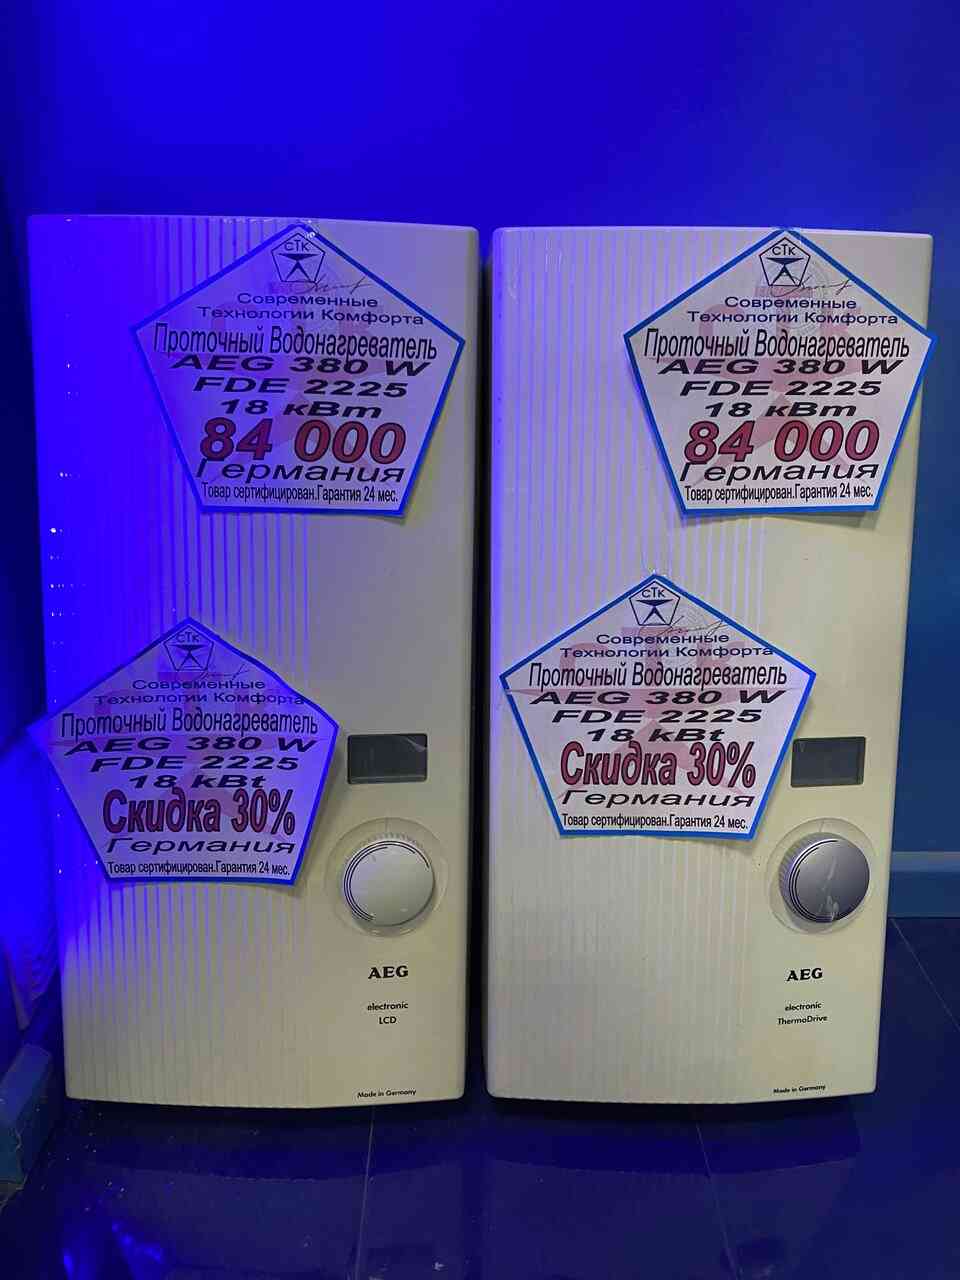 СТК
Современные
Технологии Комфорта
Проточный Водонагреватель
AEG 380 W
FDE 2225
18 кВт
84 000
Германия
Товар сертифицирован.Гарантия 24 мес.
СТК
Современные
Технологии Комфорта
Проточный Водонагреватель
AEG 380 W
FDE 2225
18 kBt
Скидка 30%
Германия
Товар сертифицирован.Гарантия 24 мес.
AEG
electronic
LCD
Made in Germany
СТК
Современные
Технологии Комфорта
Проточный Водонагреватель
AEG 380 W
FDE 2225
18 кВт
84 000
Германия
Товар сертифицирован.Гарантия 24 мес.
СТК
Современные
Технологии Комфорта
Проточный Водонагреватель
AEG 380 W
FDE 2225
18 kBt
Скидка 30%
Германия
Товар сертифицирован.Гарантия 24 мес.
AEG
electronic
ThermoDrive
Made in Germany